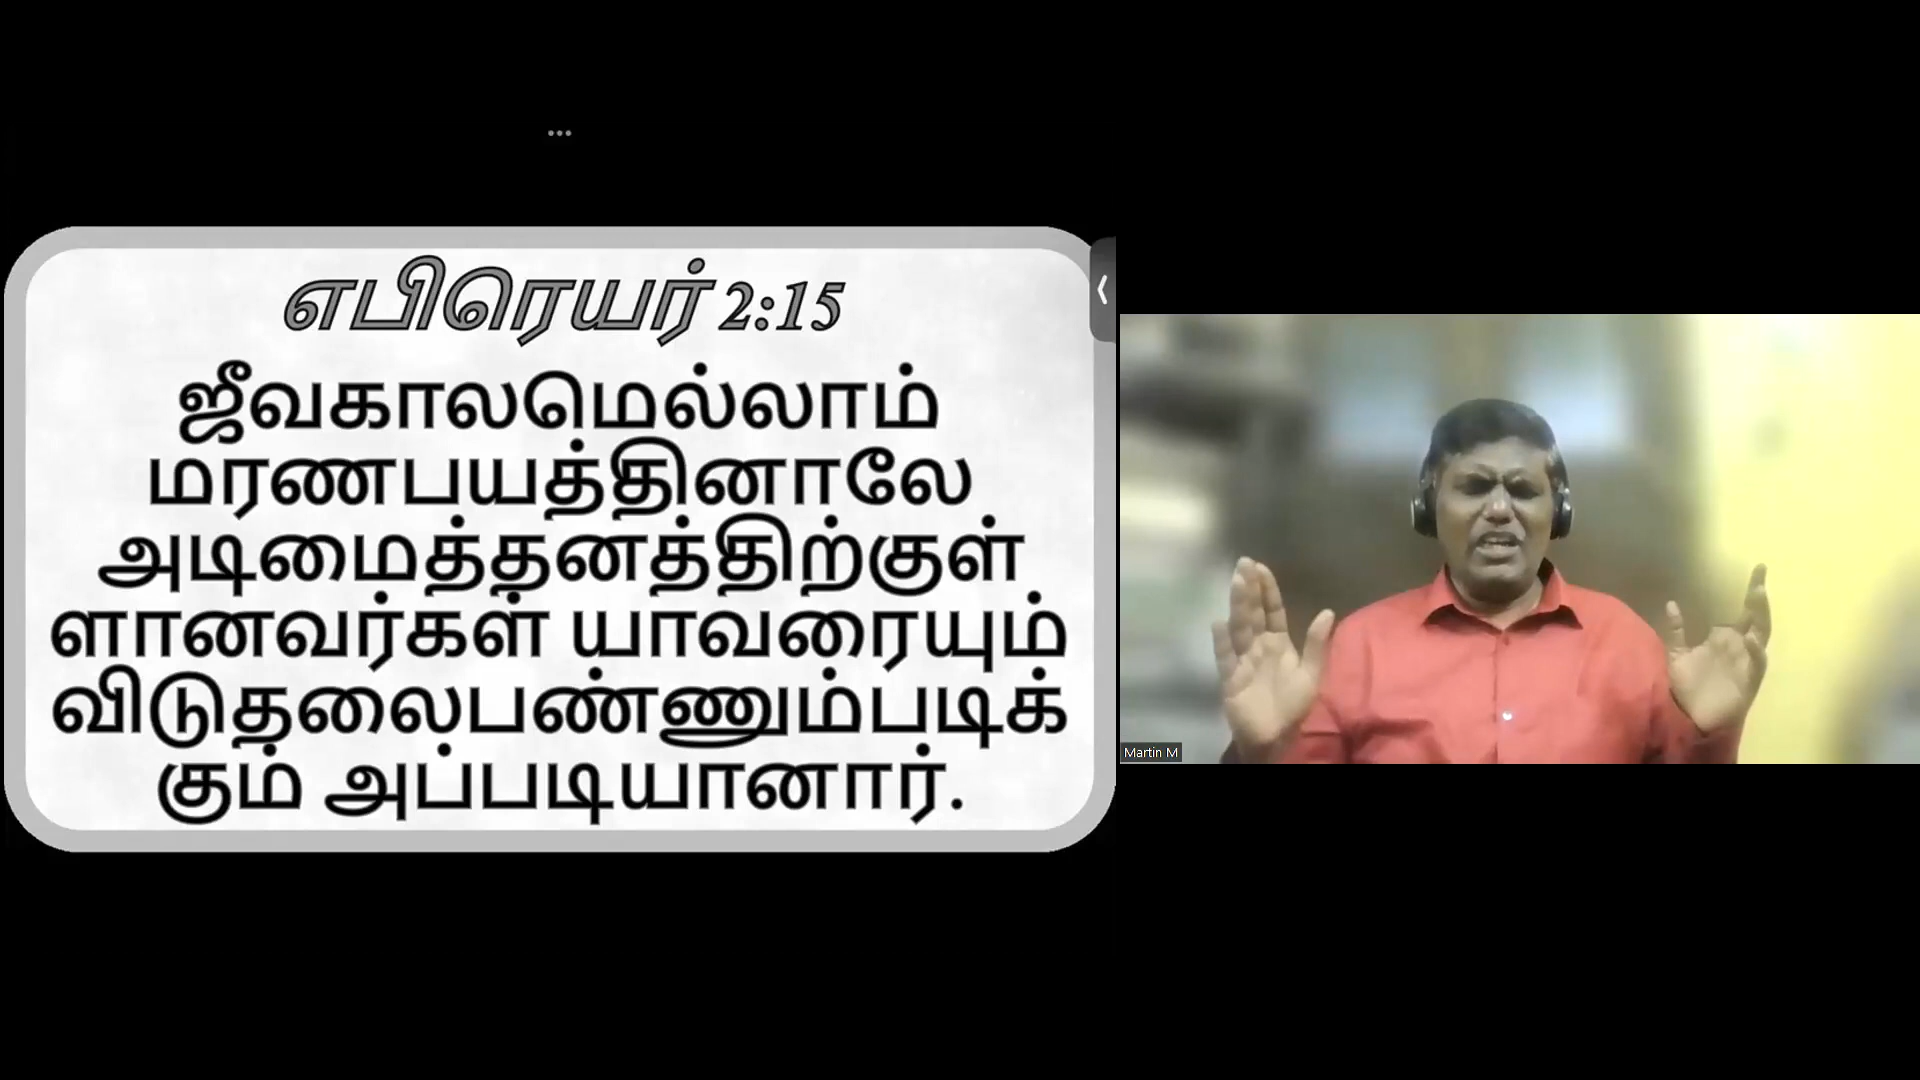 எபிரெயர் 2:15
ஜீவகாலமெல்லாம்
மரணபயத்தினாலே
அடிமைத்தனத்திற்குள்
ளானவர்கள் யாவரையும்
விடுதலைபண்ணும்படிக்
கும் அப்படியானார்.
Martin M